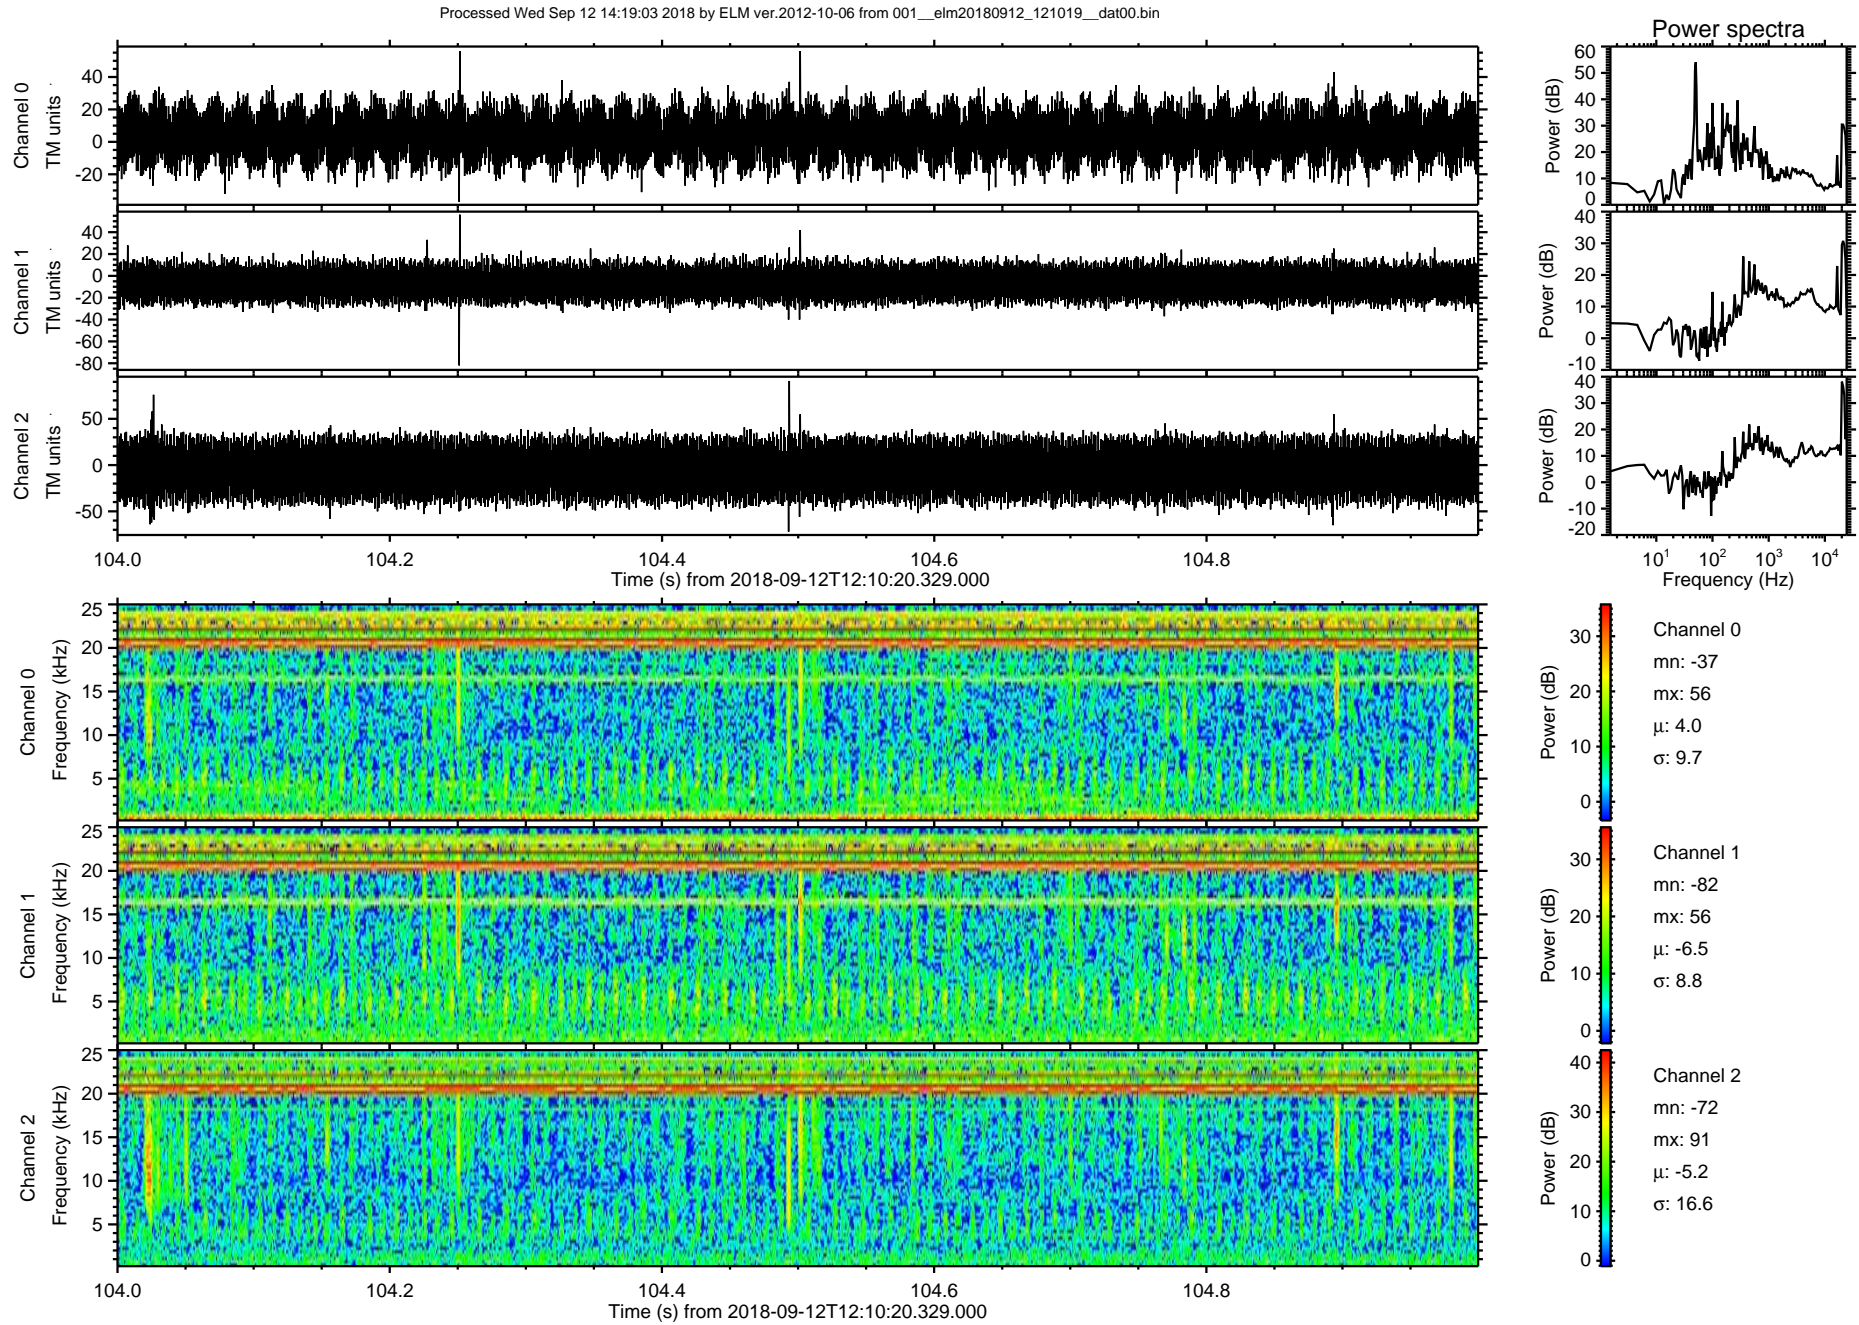 Processed Wed Sep 12 14:19:03 2018 by ELM ver.2012-10-06 from 001__elm20180912_121019__dat00.bin
Power spectra
Channel 0
TM units
40
20
0
-20
Power (dB)
60
50
40
30
20
10
0
Channel 1
TM units
40
20
0
-20
-40
-60
-80
Power (dB)
40
30
20
10
0
-10
Channel 2
TM units
50
0
-50
Power (dB)
40
30
20
10
0
-10
-20
104.0 104.2 104.4 104.6 104.8
Time (s) from 2018-09-12T12:10:20.329.000
10^1 10^2 10^3 10^4
Frequency (Hz)
Channel 0
Frequency (kHz)
25
20
15
10
5
Power (dB)
30
20
10
0
Channel 0
mn: -37
mx: 56
μ: 4.0
σ: 9.7
Channel 1
Frequency (kHz)
25
20
15
10
5
Power (dB)
30
20
10
0
Channel 1
mn: -82
mx: 56
μ: -6.5
σ: 8.8
Channel 2
Frequency (kHz)
25
20
15
10
5
Power (dB)
40
30
20
10
0
Channel 2
mn: -72
mx: 91
μ: -5.2
σ: 16.6
104.0 104.2 104.4 104.6 104.8
Time (s) from 2018-09-12T12:10:20.329.000